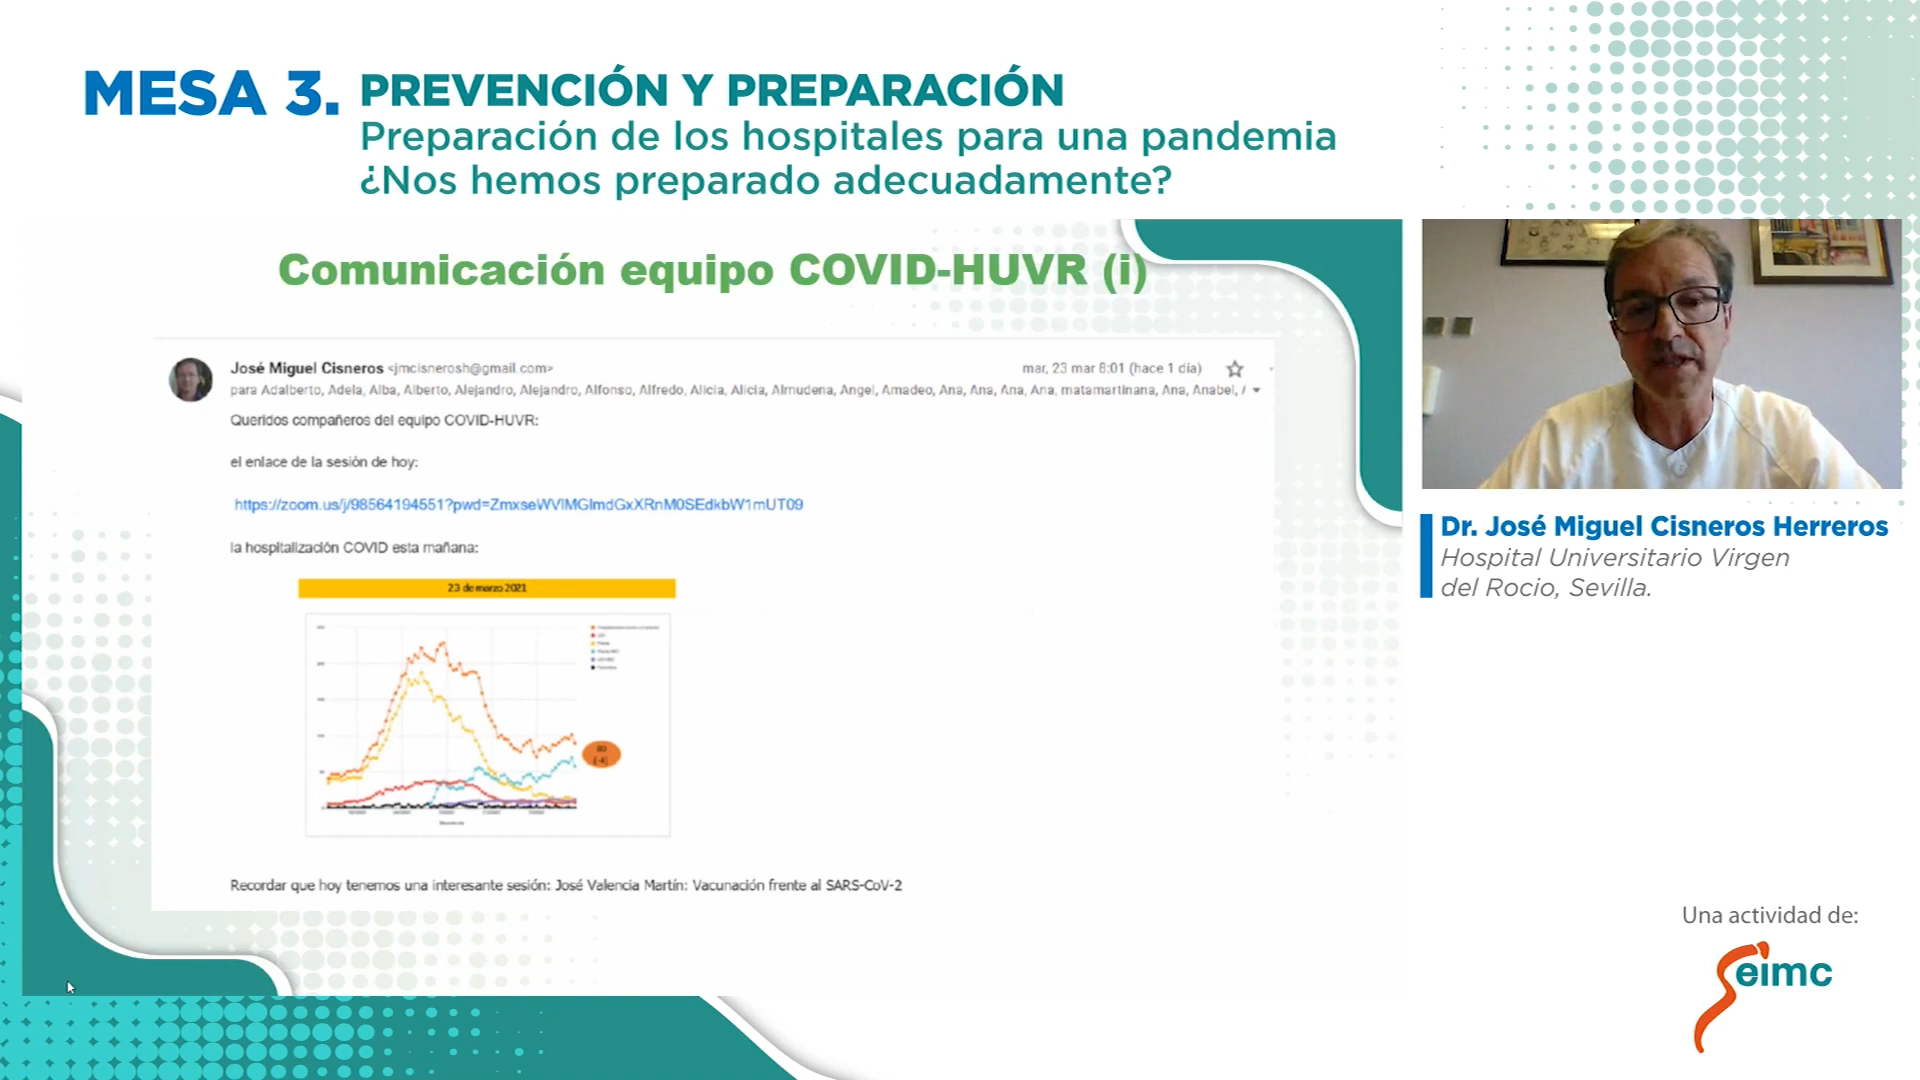 MESA 3.
PREVENCIÓN Y PREPARACIÓN
Preparación de los hospitales para una pandemia
¿Nos hemos preparado adecuadamente?
Comunicación equipo COVID-HUVR (i)
José Miguel Cisneros <jmcisnerosh@gmail.com>
mar, 23 mar 8:01 (hace 1 día)
para Adalberto, Adela, Alba, Alberto, Alejandro, Alejandro, Alfonso, Alfredo, Alicia, Alicia, Almudena, Angel, Amadeo, Ana, Ana, Ana, Ana, matamartinana, Ana, Anabel,
Queridos compañeros del equipo COVID-HUVR:
el enlace de la sesión de hoy:
https://zoom.us/j/98564194551?pwd=ZmxseWVIMGlmdGxXRnM0SEdkbW1mUT09
la hospitalización COVID esta mañana:
23 de marzo 2021
80
(-4)
Recordar que hoy tenemos una interesante sesión: José Valencia Martín: Vacunación frente al SARS-CoV-2
Dr. José Miguel Cisneros Herreros
Hospital Universitario Virgen
del Rocio, Sevilla.
Una actividad de:
Seimc